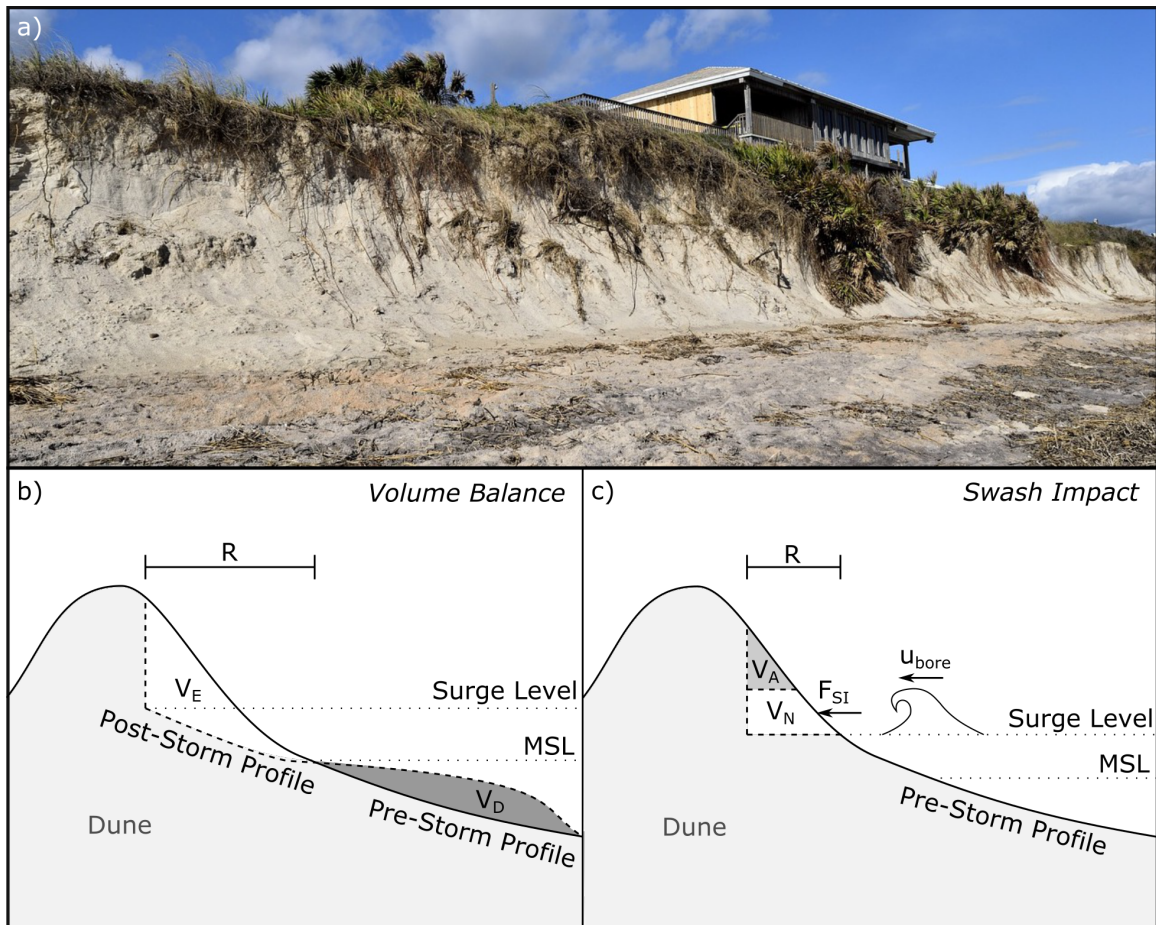 a)
b)
Volume Balance
R
V_E
Surge Level
MSL
Post-Storm Profile
V_D
Pre-Storm Profile
Dune
c)
Swash Impact
R
u_bore
V_A
F_SI
V_N
Surge Level
MSL
Pre-Storm Profile
Dune